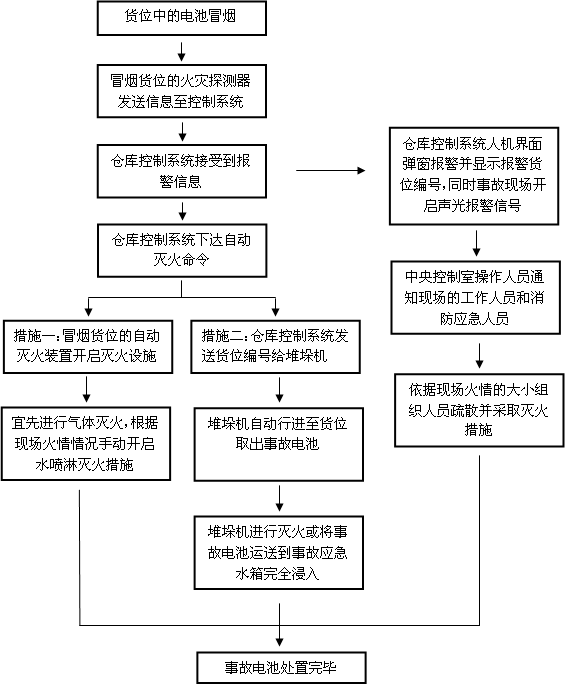 货位中的电池冒烟
冒烟货位的火灾探测器
发送信息至控制系统
仓库控制系统接受到报
警信息
仓库控制系统人机界面
弹窗报警并显示报警货
位编号，同时事故现场开
启声光报警信号
仓库控制系统下达自动
灭火命令
中央控制室操作人员通
知现场的工作人员和消
防应急人员
措施一：冒烟货位的自动
灭火装置开启灭火设施
措施二：仓库控制系统发
送货位编号给堆垛机
依据现场火情的大小组
织人员疏散并采取灭火
措施
宜先进行气体灭火，根据
现场火情情况手动开启
水喷淋灭火措施
堆垛机自动行进至货位
取出事故电池
堆垛机进行灭火或将事
故电池运送到事故应急
水箱完全浸入
事故电池处置完毕